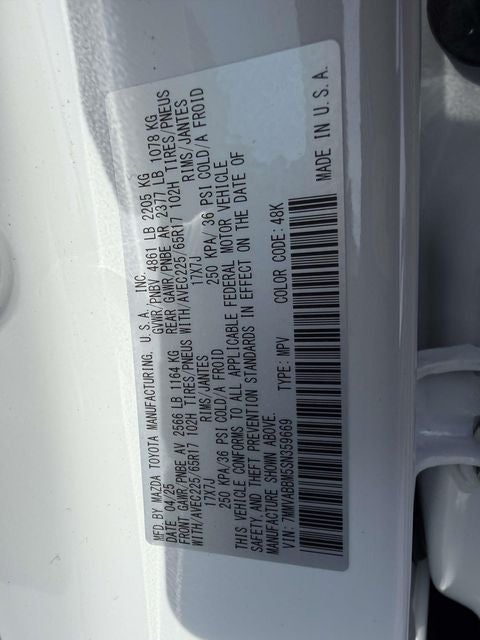 MFD. BY MAZDA TOYOTA MANUFACTURING, U.S.A., INC.
DATE 04/25 GVWR/PNBV 4861 LB 2205 KG
FRONT GAWR/PNBE AV 2566 LB 1164 KG REAR GAWR/PNBE AR 2377 LB 1078 KG
WITH/AVEC225/65R17 102H TIRES/PNEUS WITH/AVEC225/65R17 102H TIRES/PNEUS
17X7J RIMS/JANTES 17X7J RIMS/JANTES
250 KPA/36 PSI COLD/A FROID 250 KPA/ 36 PSI COLD/A FROID
THIS VEHICLE CONFORMS TO ALL APPLICABLE FEDERAL MOTOR VEHICLE
SAFETY, AND THEFT PREVENTION STANDARDS IN EFFECT ON THE DATE OF
MANUFACTURE SHOWN ABOVE.
VIN: 7MMVABBM5SN359669 TYPE: MPV COLOR CODE: 48K
MADE IN U.S.A.